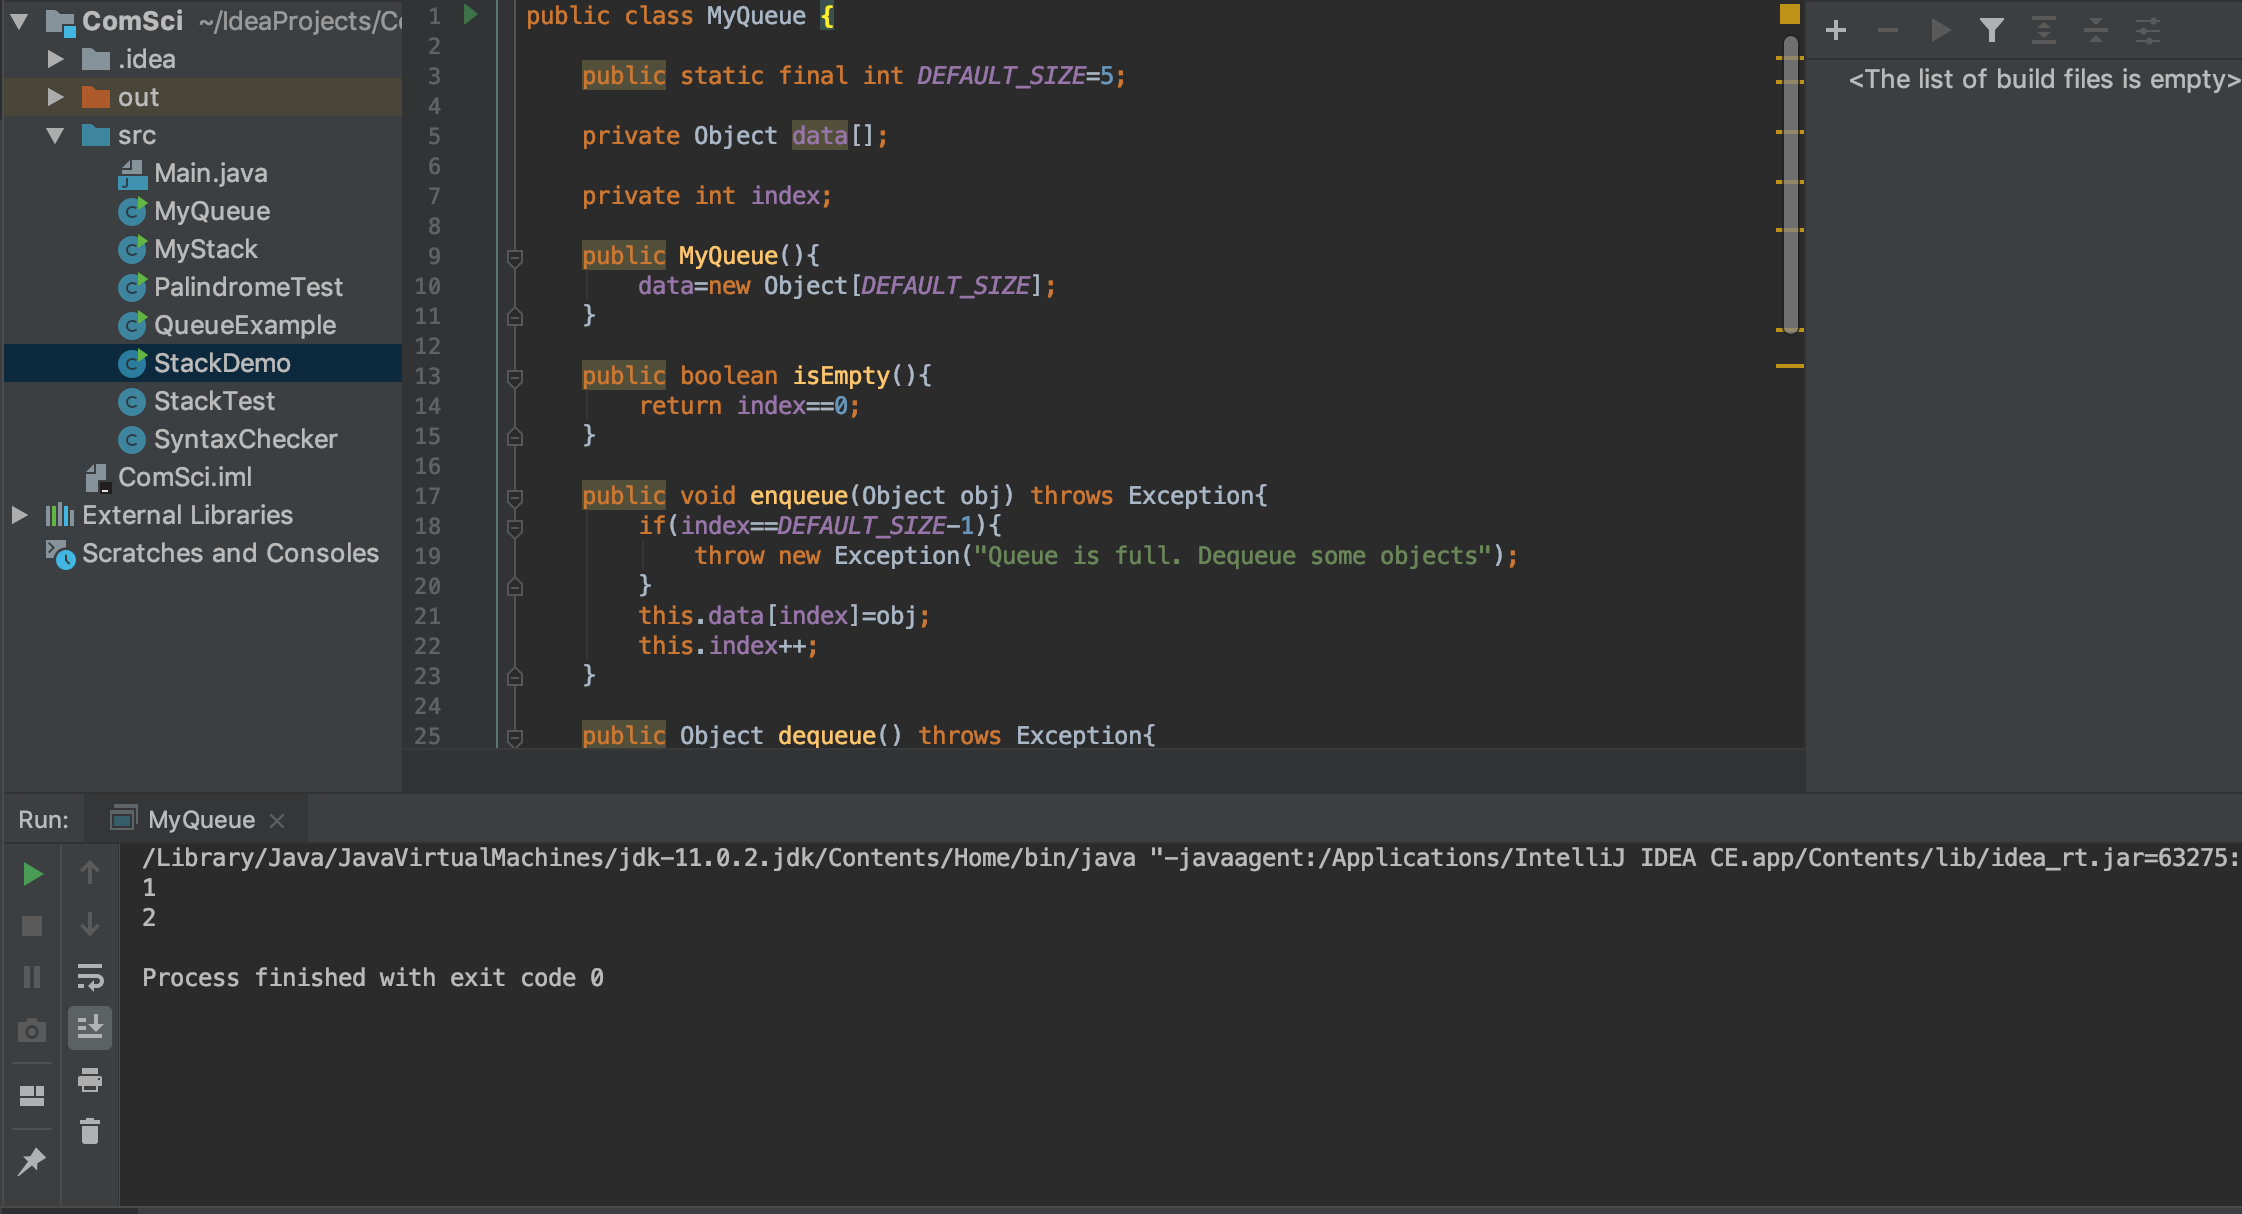 ComSci ~/IdeaProjects/Co
.idea
out
src
Main.java
MyQueue
MyStack
PalindromeTest
QueueExample
StackDemo
StackTest
SyntaxChecker
ComSci.iml
External Libraries
Scratches and Consoles
1 public class MyQueue {
2
3 public static final int DEFAULT_SIZE=5;
4
5 private Object data[];
6
7 private int index;
8
9 public MyQueue(){
10 data=new Object[DEFAULT_SIZE];
11 }
12
13 public boolean isEmpty(){
14 return index==0;
15 }
16
17 public void enqueue(Object obj) throws Exception{
18 if(index==DEFAULT_SIZE-1){
19 throw new Exception("Queue is full. Dequeue some objects");
20 }
21 this.data[index]=obj;
22 this.index++;
23 }
24
25 public Object dequeue() throws Exception{
<The list of build files is empty>
Run: MyQueue
/Library/Java/JavaVirtualMachines/jdk-11.0.2.jdk/Contents/Home/bin/java "-javaagent:/Applications/IntelliJ IDEA CE.app/Contents/lib/idea_rt.jar=63275:
1
2
Process finished with exit code 0